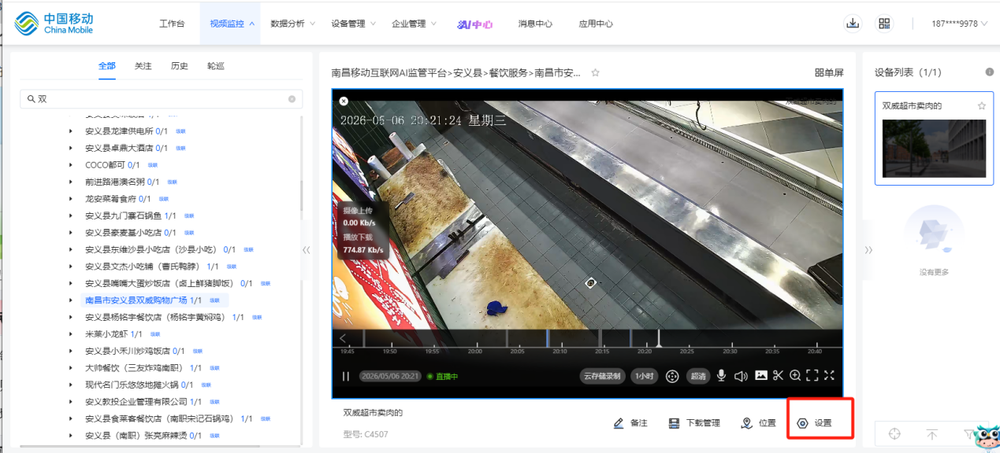 中国移动
China Mobile
工作台
视频监控
数据分析
设备管理
企业管理
AI中心
消息中心
应用中心
187****9978
全部
关注
历史
轮巡
双
安义县龙津供电所 0/1 级联
安义县卓鼎大酒店 0/1 级联
COCO都可 0/1 级联
前进路港澳名粥 0/1 级联
龙安菜肴食府 0/1 级联
安义县九门寨石锅鱼 1/1 级联
安义县豪麦基小吃店 0/1 级联
安义县东维沙县小吃店（沙县小吃） 0/1 级联
安义县文杰小吃铺（曹氏鸭脖） 1/1 级联
安义县嘴嘴大蛋炒饭店（卤上鲜猪脚饭） 0/1 级联
南昌市安义县双威购物广场 1/1 级联
安义县杨铭宇餐饮店（杨铭宇黄焖鸡） 1/1 级联
米莱小龙虾 1/1 级联
安义县小禾川炒鸡饭店 0/1 级联
大帅餐饮（三友炸鸡南职） 1/1 级联
现代名门乐悠悠地摊火锅 0/1 级联
安义教投企业管理有限公司 1/1 级联
安义县食莱客餐饮店（南职宋记石锅鸡） 1/1 级联
安义县（南职）张亮麻辣烫 0/1 级联
南昌移动互联网AI监管平台>安义县>餐饮服务>南昌市安...
单屏
双威超市卖肉的
2026-05-06 20:21:24 星期三
摄像上传
0.00 Kb/s
播放下载
774.87 Kb/s
19:45 19:50 19:55 20:00 20:05 20:10 20:15 20:20 20:25 20:30 20:35 20:40
2026/05/06 20:21
直播中
云存储录制
1小时
超清
双威超市卖肉的
型号: C4507
备注
下载管理
位置
设置
设备列表（1/1）
双威超市卖肉的
没有更多